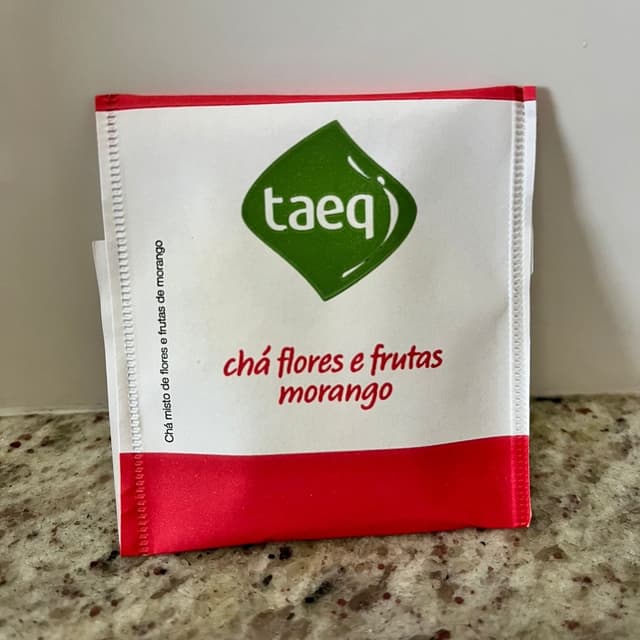 taeq
chá flores e frutas
morango
Chá misto de flores e frutas de morango